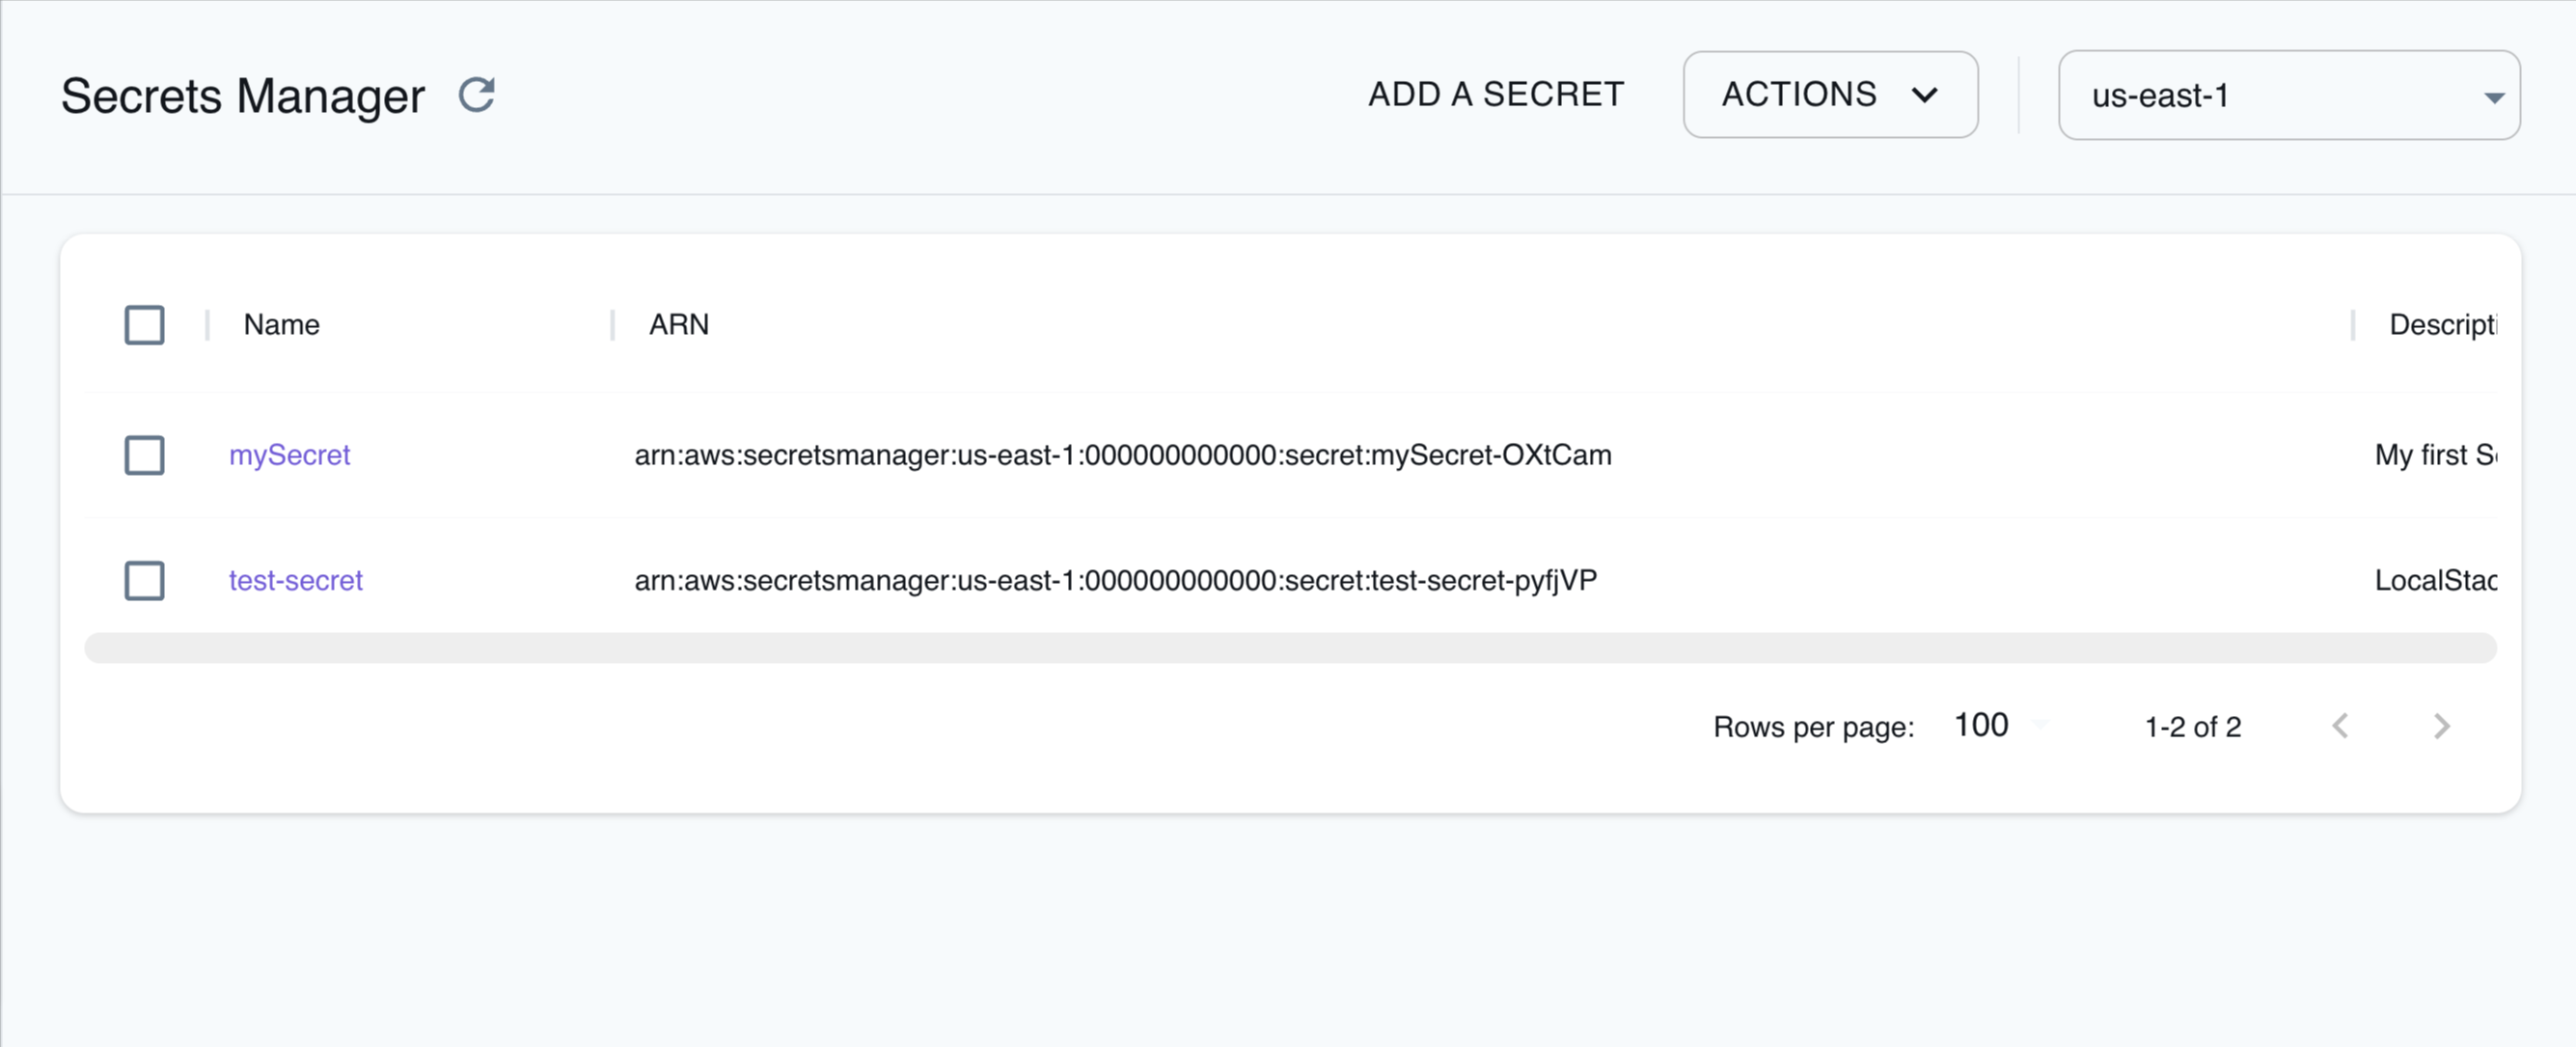 Secrets Manager ADD A SECRET ACTIONS us-east-1
Name ARN Descripti
mySecret arn:aws:secretsmanager:us-east-1:000000000000:secret:mySecret-OXtCam My first
test-secret arn:aws:secretsmanager:us-east-1:000000000000:secret:test-secret-pyfjVP LocalStac
Rows per page: 100 1-2 of 2